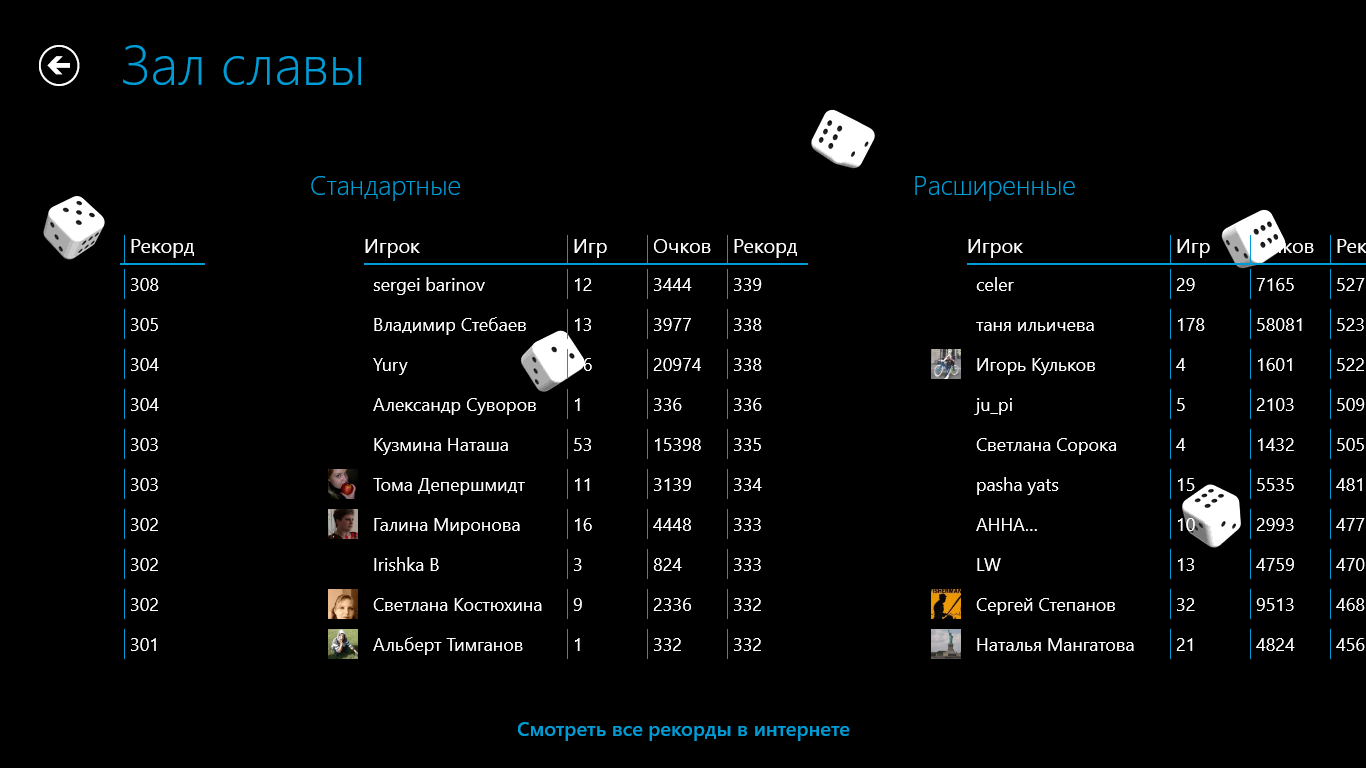 Зал славы
Стандартные
Расширенные
Рекорд Игрок Игр Очков Рекорд Игрок Игр
308 sergei barinov 12 3444 339 celer 29 7165 527
305 Владимир Стебаев 13 3977 338 таня ильичева 178 58081 523
304 Yury 20974 338 Игорь Кульков 4 1601 522
304 Александр Суворов 1 336 336 ju_pi 5 2103 509
303 Кузмина Наташа 53 15398 335 Светлана Сорока 4 1432 505
303 Тома Депершмидт 11 3139 334 pasha yats 15 5535 481
302 Галина Миронова 16 4448 333 АННА... 2993 477
302 Irishka B 3 824 333 LW 13 4759 470
302 Светлана Костюхина 9 2336 332 Сергей Степанов 32 9513 468
301 Альберт Тимганов 1 332 332 Наталья Мангатова 21 4824 456
Смотреть все рекорды в интернете